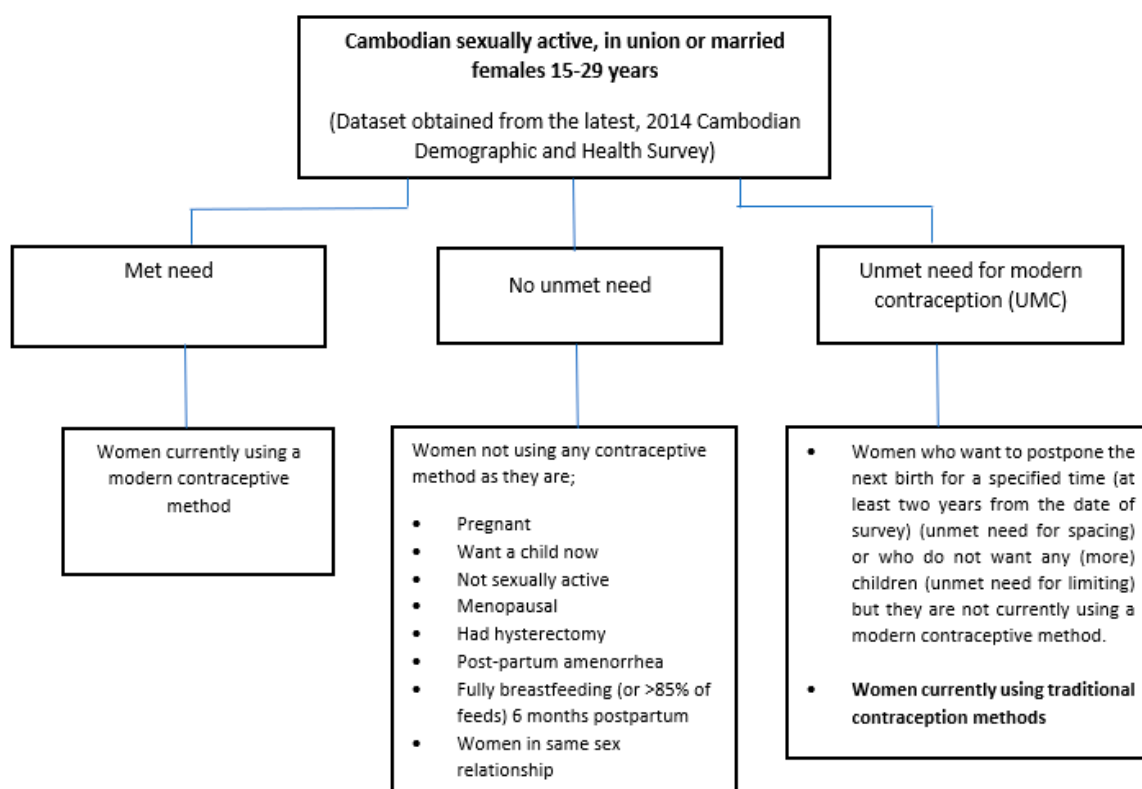 Cambodian sexually active, in union or married
females 15-29 years
(Dataset obtained from the latest, 2014 Cambodian
Demographic and Health Survey)
Met need
No unmet need
Unmet need for modern
contraception (UMC)
Women currently using a
modern contraceptive
method
Women not using any contraceptive
method as they are;
• Pregnant
• Want a child now
• Not sexually active
• Menopausal
• Had hysterectomy
• Post-partum amenorrhea
• Fully breastfeeding (or >85% of
feeds) 6 months postpartum
• Women in same sex
relationship
• Women who want to postpone the
next birth for a specified time (at
least two years from the date of
survey) (unmet need for spacing)
or who do not want any (more)
children (unmet need for limiting)
but they are not currently using a
modern contraceptive method.
• Women currently using traditional
contraception methods